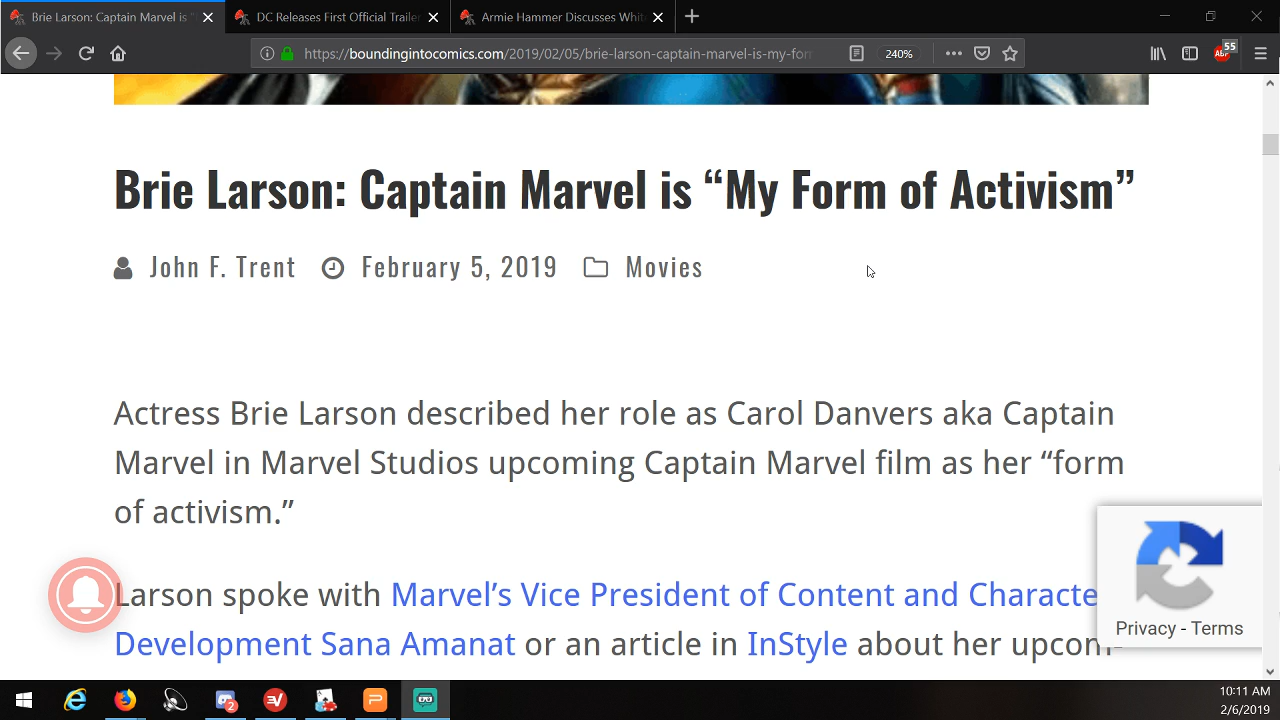 Brie Larson: Captain Marvel is "
DC Releases First Official Trailer
Armie Hammer Discusses Whit
https://boundingintocomics.com/2019/02/05/brie-larson-captain-marvel-is-my-for
240%
ABP
55
Brie Larson: Captain Marvel is “My Form of Activism”
John F. Trent February 5, 2019 Movies
Actress Brie Larson described her role as Carol Danvers aka Captain
Marvel in Marvel Studios upcoming Captain Marvel film as her “form
of activism.”
Larson spoke with Marvel’s Vice President of Content and Characte
Development Sana Amanat or an article in InStyle about her upcom-
Privacy - Terms
2
10:11 AM
2/6/2019